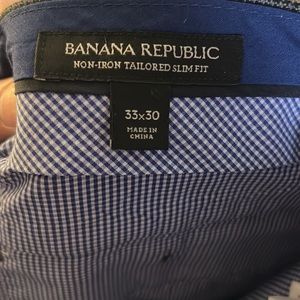 BANANA REPUBLIC
NON-IRON TAILORED SLIM FIT
33x30
MADE IN
CHINA